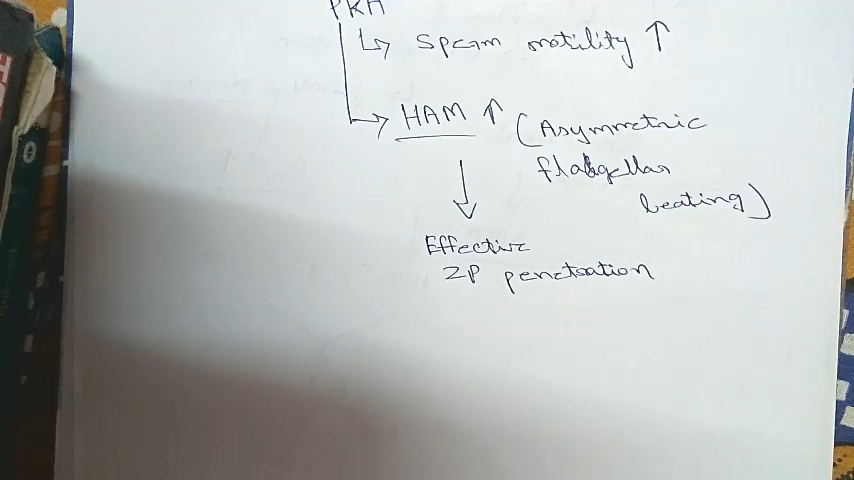 PKA
↳ Sperm motility ↑
→ HAM ↑ (Asymmetric
flagellar
beating)
↓
Effective
ZP penetration